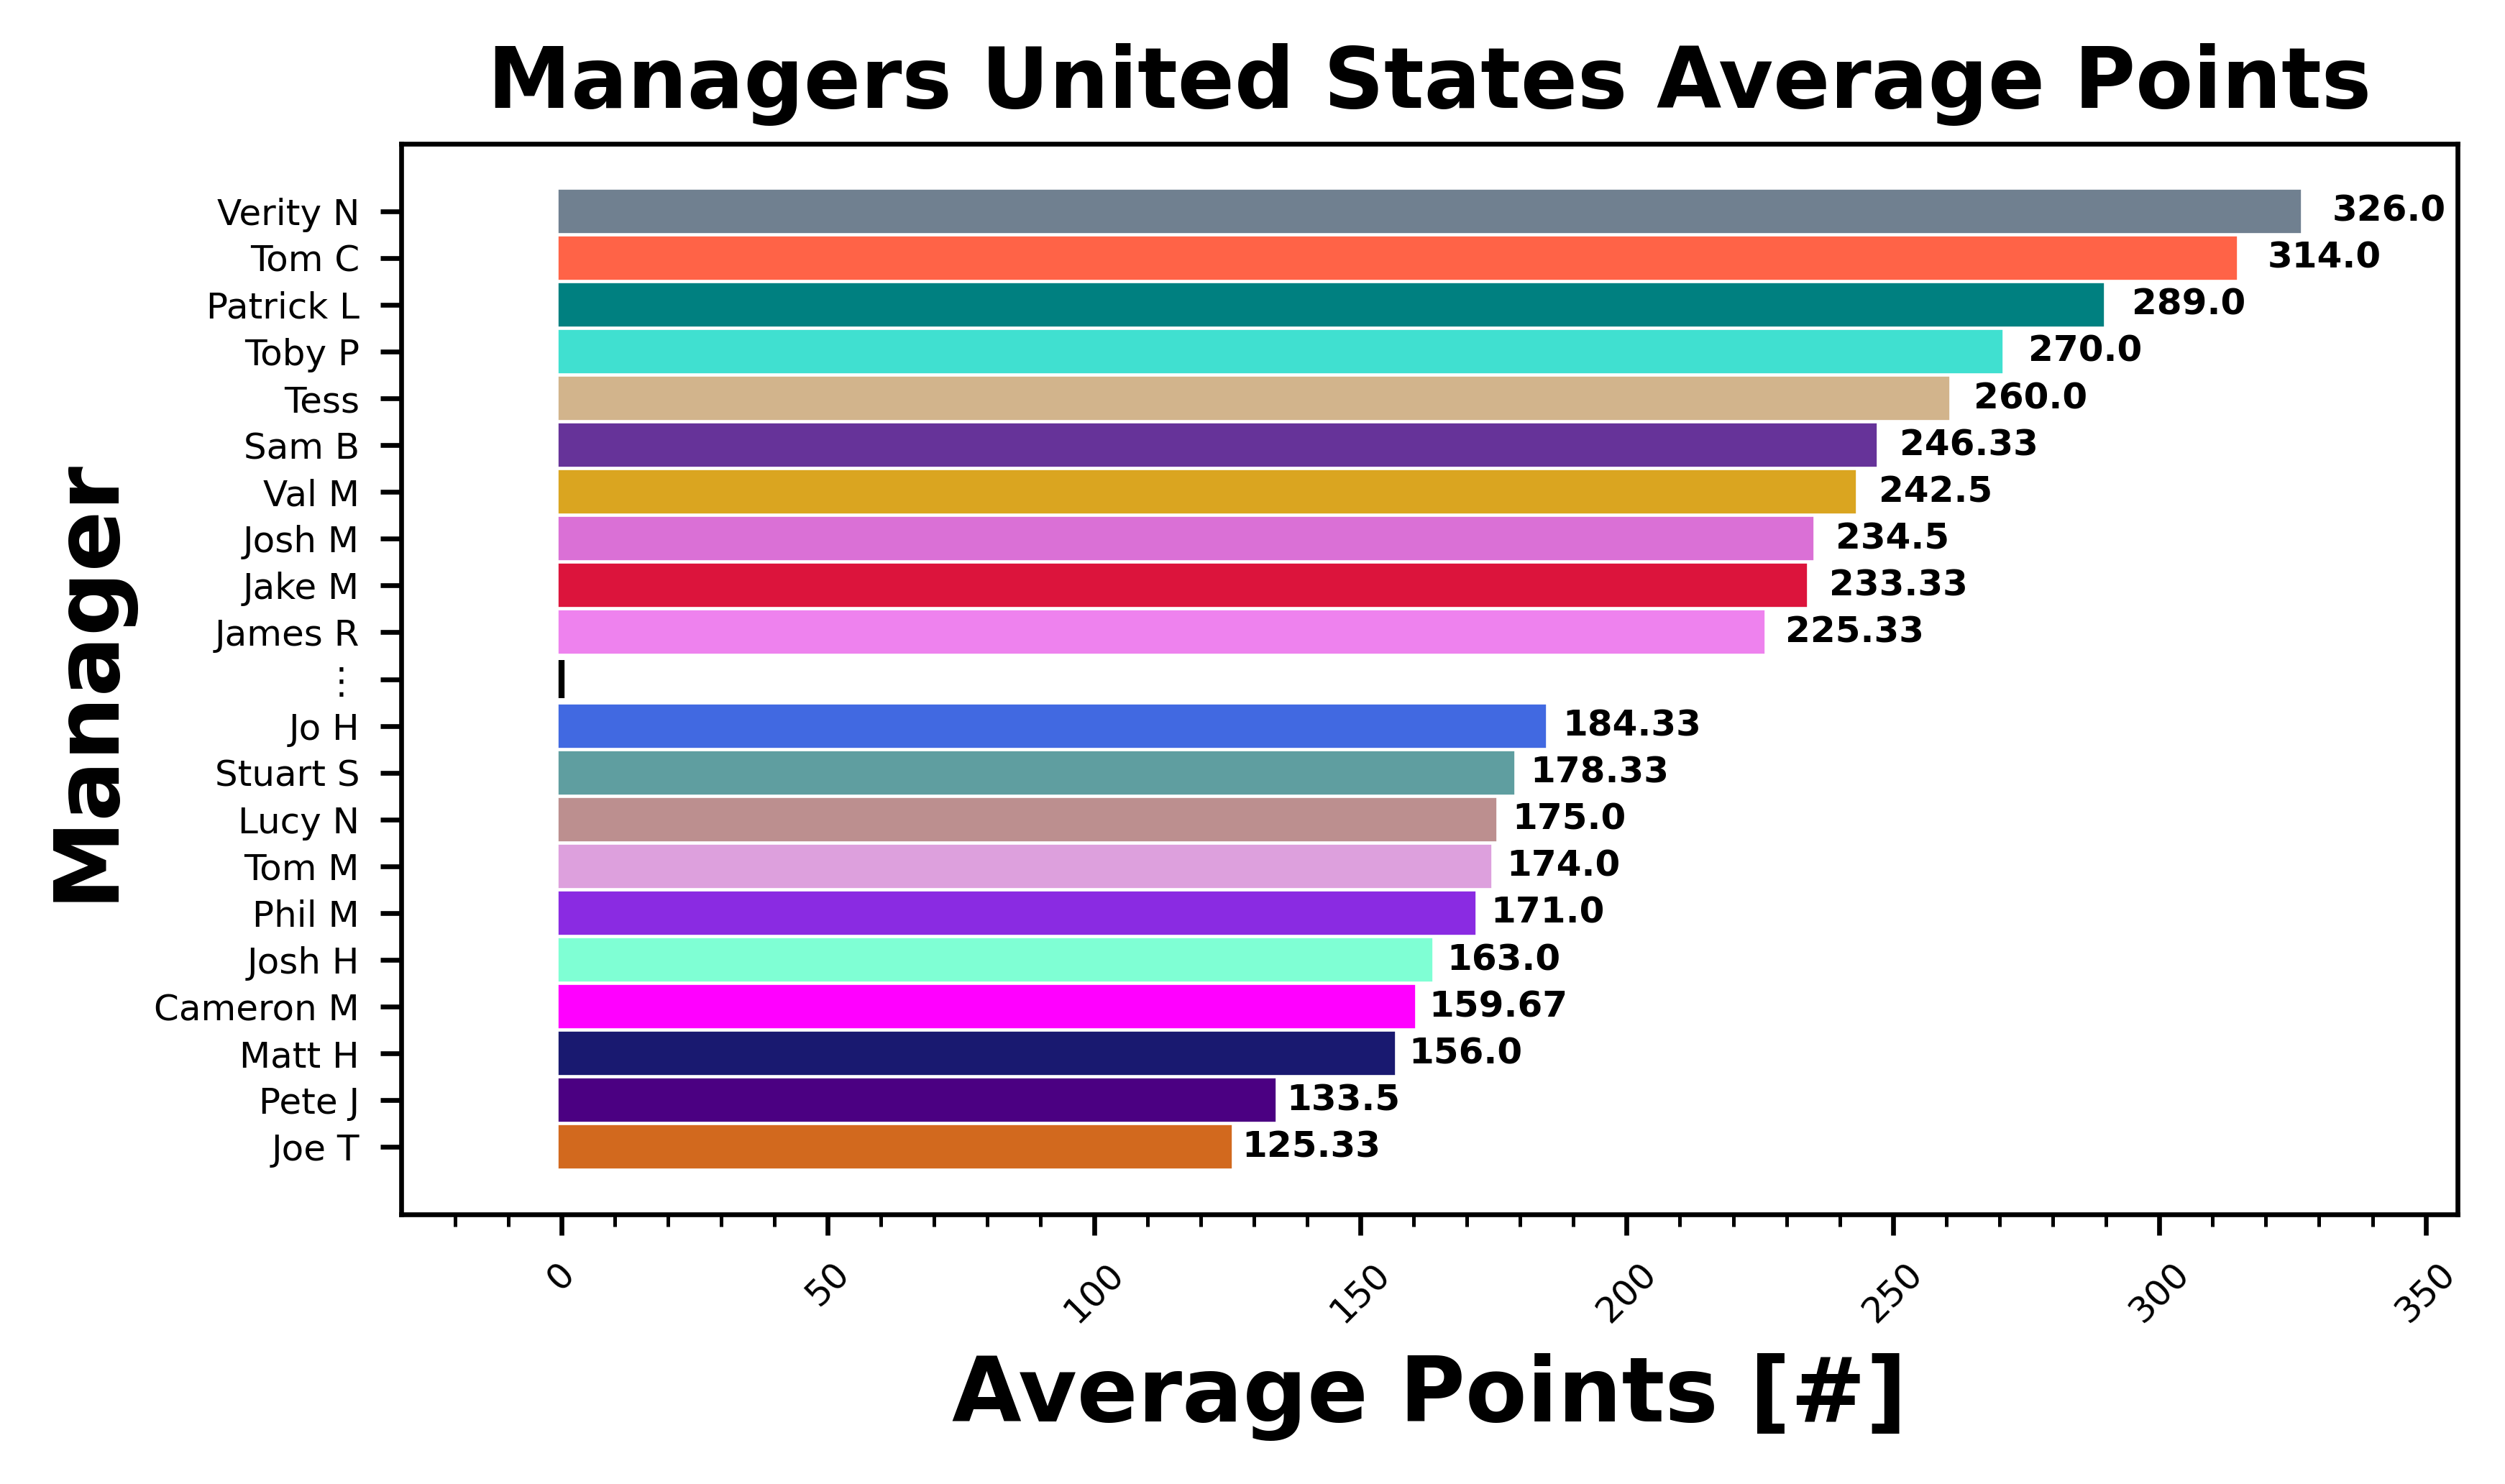 Managers United States Average Points
Manager
Verity N 326.0
Tom C 314.0
Patrick L 289.0
Toby P 270.0
Tess 260.0
Sam B 246.33
Val M 242.5
Josh M 234.5
Jake M 233.33
James R 225.33
⋮
Jo H 184.33
Stuart S 178.33
Lucy N 175.0
Tom M 174.0
Phil M 171.0
Josh H 163.0
Cameron M 159.67
Matt H 156.0
Pete J 133.5
Joe T 125.33
0 50 100 150 200 250 300 350
Average Points [#]